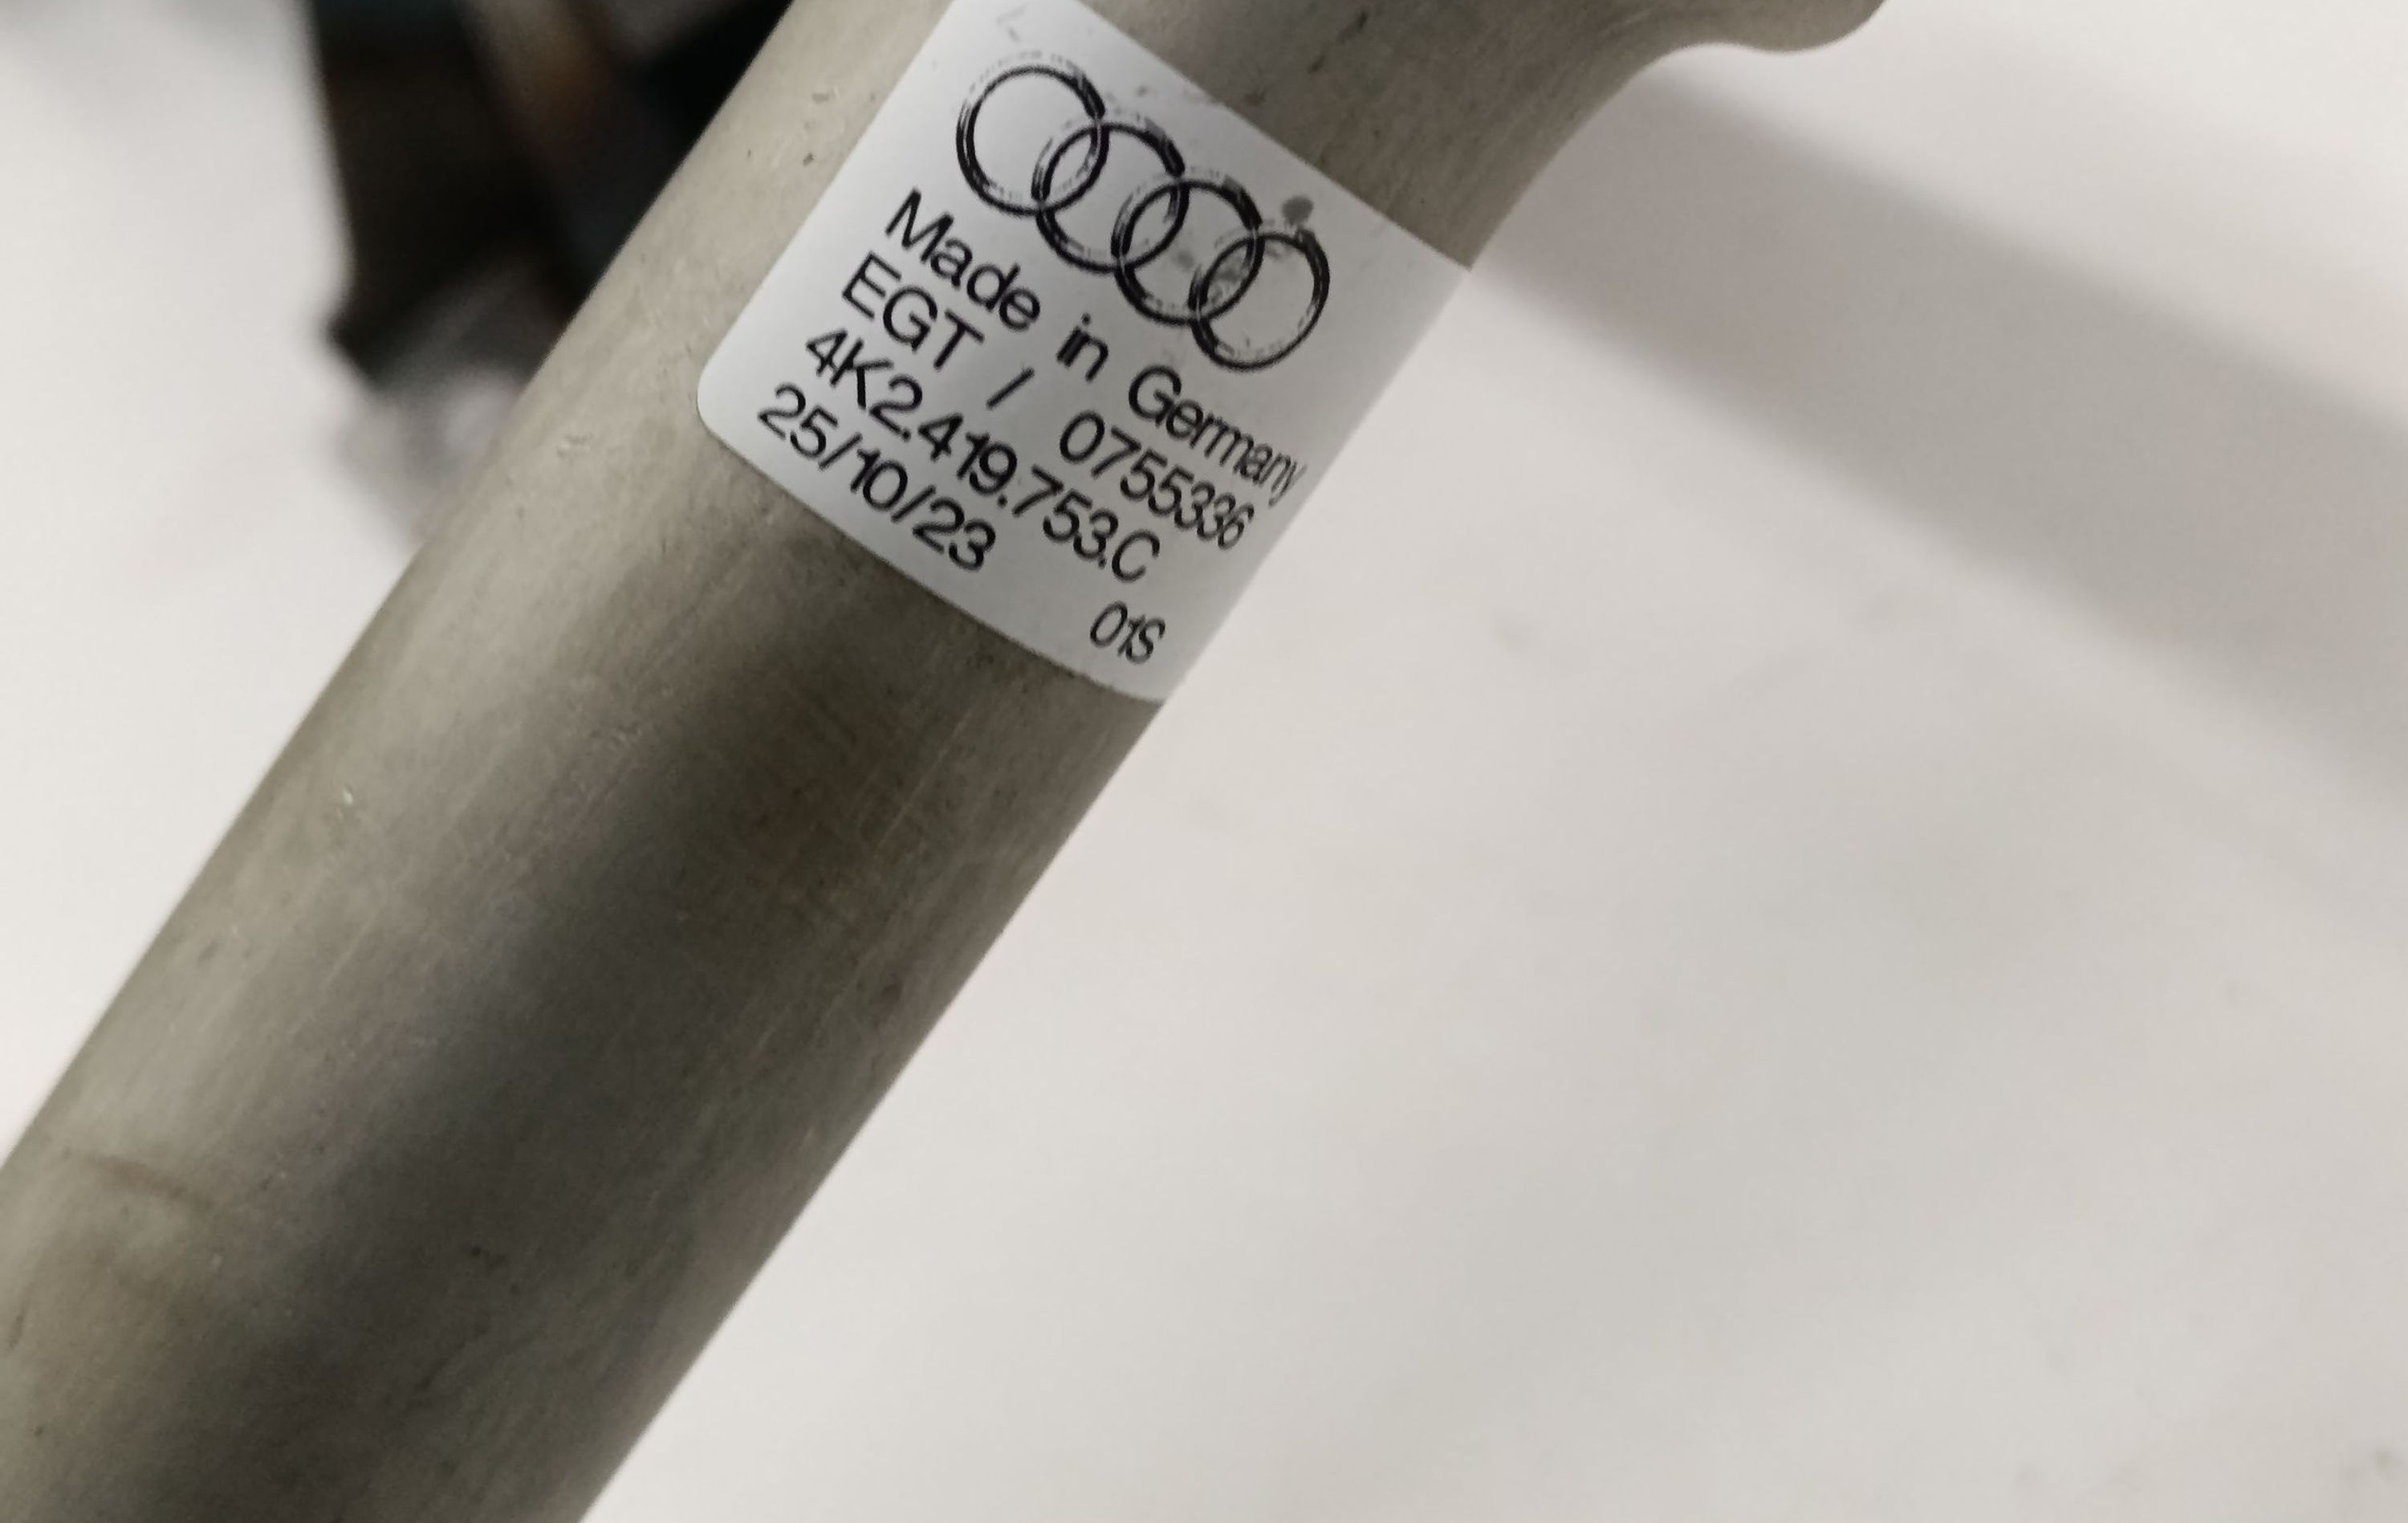 Made in Germany
EGT / 0755336
4K2.419.753.C
25/10/23
01S